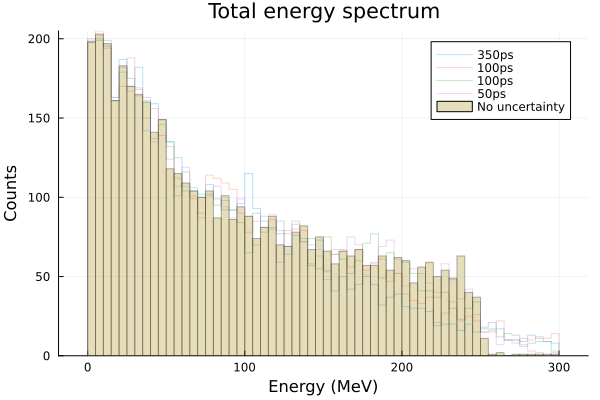 Total energy spectrum
350ps
100ps
100ps
50ps
No uncertainty
Counts
200
150
100
50
0
0
100
200
300
Energy (MeV)